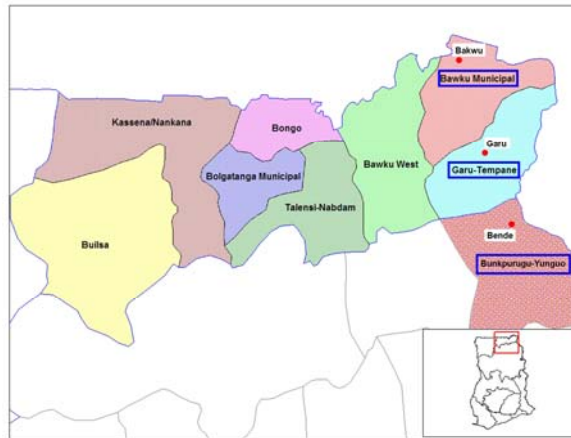 Bakwu
Bawku Municipal
Kassena/Nankana
Bongo
Garu
Bolgatanga Municipal
Bawku West
Garu-Tempane
Talensi-Nabdam
Bende
Builsa
Bunkpurugu-Yunguo